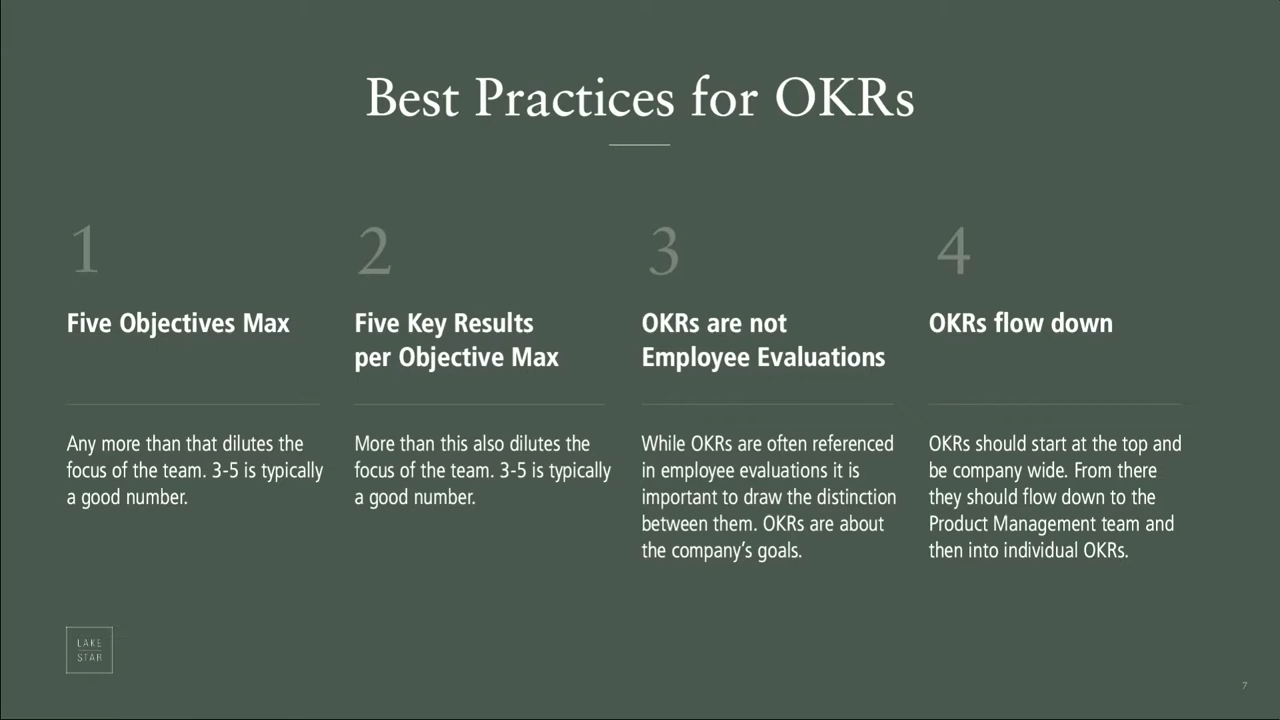 Best Practices for OKRs
1
Five Objectives Max
Any more than that dilutes the
focus of the team. 3-5 is typically
a good number.
2
Five Key Results
per Objective Max
More than this also dilutes the
focus of the team. 3-5 is typically
a good number.
3
OKRs are not
Employee Evaluations
While OKRs are often referenced
in employee evaluations it is
important to draw the distinction
between them. OKRs are about
the company's goals.
4
OKRs flow down
OKRs should start at the top and
be company wide. From there
they should flow down to the
Product Management team and
then into individual OKRs.
LAKE
STAR
7